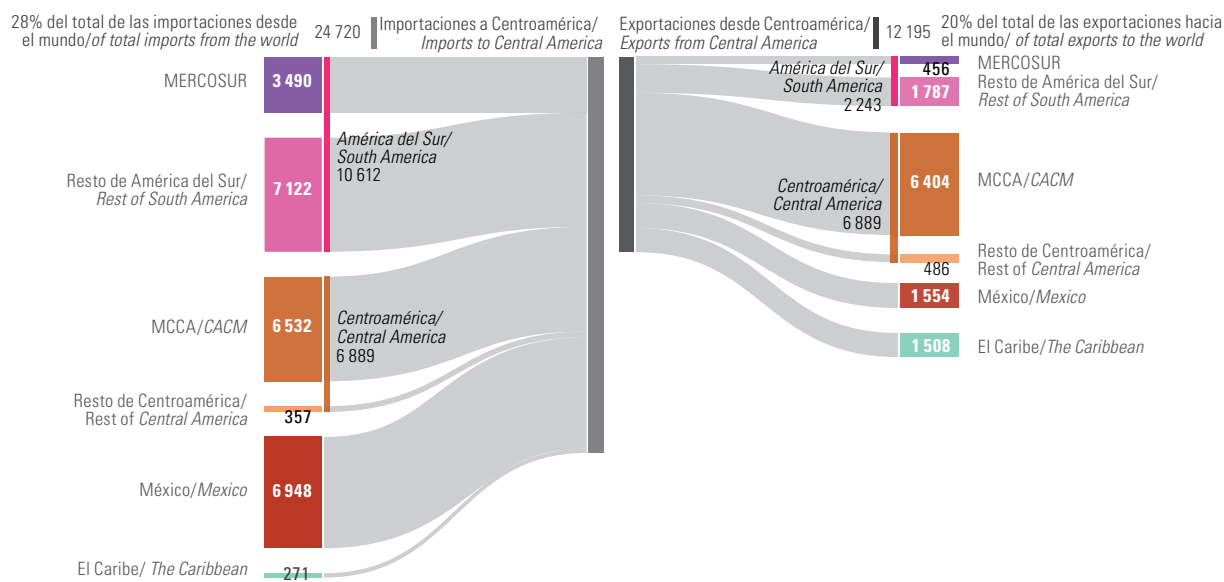 28% del total de las importaciones desde
el mundo/of total imports from the world
24 720
Importaciones a Centroamérica/
Imports to Central America
MERCOSUR
3 490
América del Sur/
South America
10 612
Resto de América del Sur/
Rest of South America
7 122
MCCA/CACM
6 532
Centroamérica/
Central America
6 889
Resto de Centroamérica/
Rest of Central America
357
México/Mexico
6 948
El Caribe/ The Caribbean
271
Exportaciones desde Centroamérica/
Exports from Central America
12 195
20% del total de las exportaciones hacia
el mundo/ of total exports to the world
América del Sur/
South America
2 243
456
MERCOSUR
1 787
Resto de América del Sur/
Rest of South America
Centroamérica/
Central America
6 889
6 404
MCCA/CACM
486
Resto de Centroamérica/
Rest of Central America
1 554
México/Mexico
1 508
El Caribe/The Caribbean